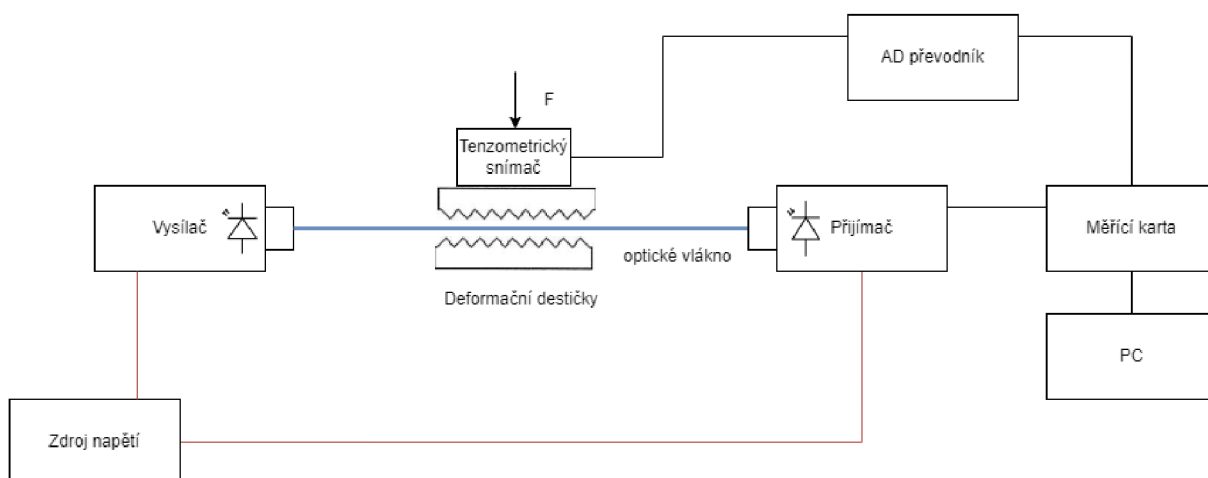 AD převodník
F
Tenzometrický
snímač
Vysílač
Přijímač
Měřící karta
optické vlákno
Deformační destičky
PC
Zdroj napětí